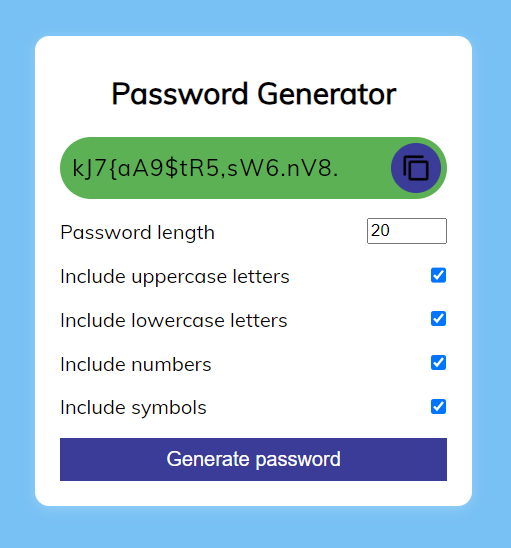 Password Generator
kJ7{aA9$tR5,sW6.nV8.
Password length
20
Include uppercase letters
Include lowercase letters
Include numbers
Include symbols
Generate password